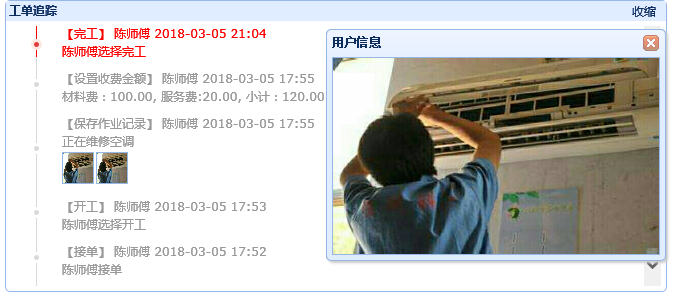 工单追踪
收缩
【完工】 陈师傅 2018-03-05 21:04
陈师傅选择完工
【设置收费金额】 陈师傅 2018-03-05 17:55
材料费：100.00, 服务费:20.00, 小计：120.00
【保存作业记录】 陈师傅 2018-03-05 17:55
正在维修空调
【开工】 陈师傅 2018-03-05 17:53
陈师傅选择开工
【接单】 陈师傅 2018-03-05 17:52
陈师傅接单
用户信息